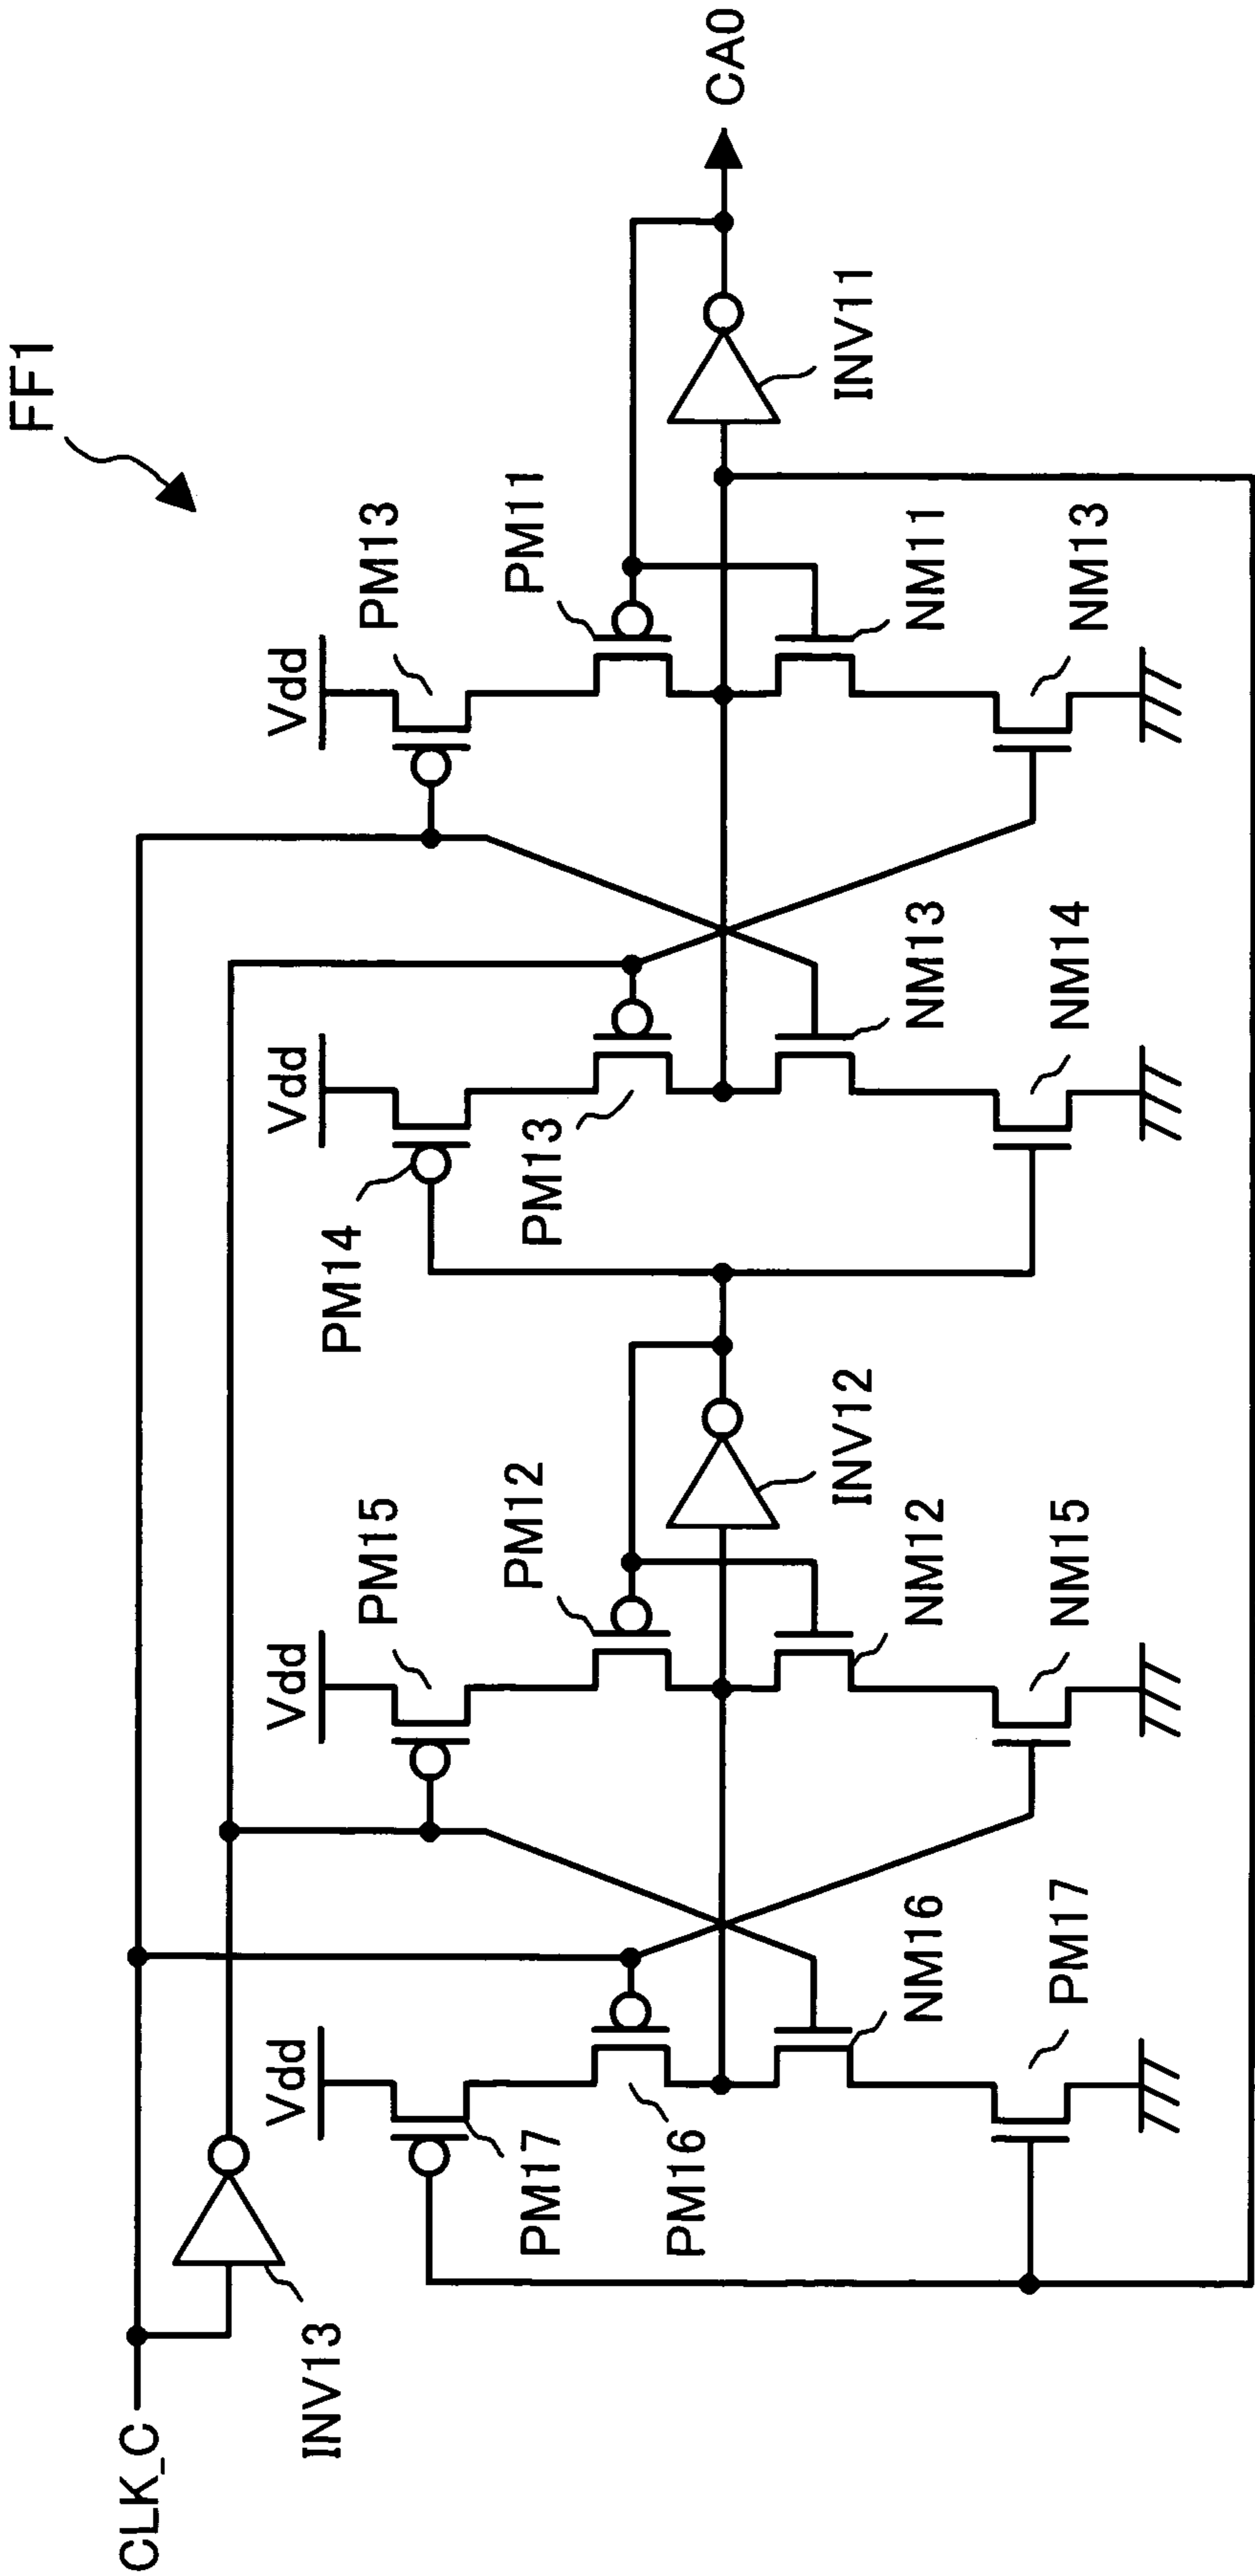 FF1
CLK_C
INV13
Vdd
Vdd
Vdd
Vdd
PM17
PM15
PM14
PM13
PM16
PM12
PM13
PM11
CA0
INV12
INV11
NM16
NM12
NM13
NM11
PM17
NM15
NM14
NM13